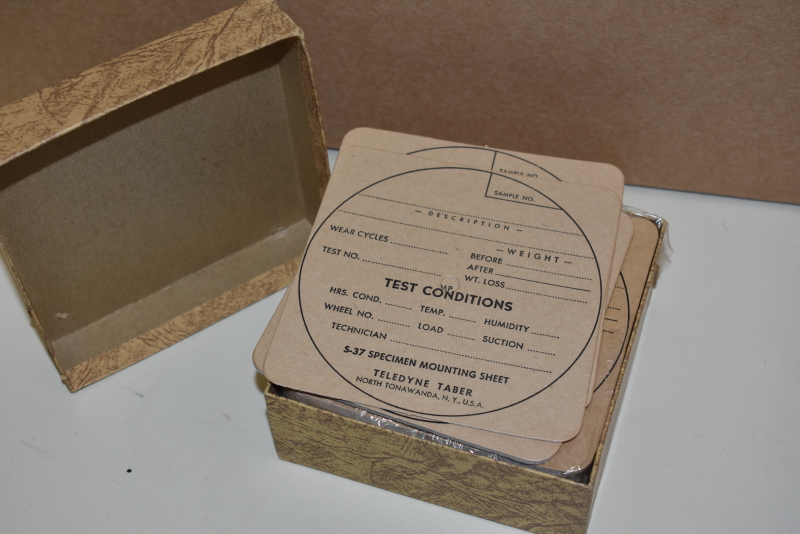 SAMPLE NO.
SAMPLE NO.
— DESCRIPTION —
— WEIGHT —
WEAR CYCLES
BEFORE
TEST NO.
AFTER
WT. LOSS
TEST CONDITIONS
HRS. COND. TEMP. HUMIDITY
WHEEL NO. LOAD SUCTION
TECHNICIAN
S-37 SPECIMEN MOUNTING SHEET
TELEDYNE TABER
NORTH TONAWANDA, N. Y., U.S.A.